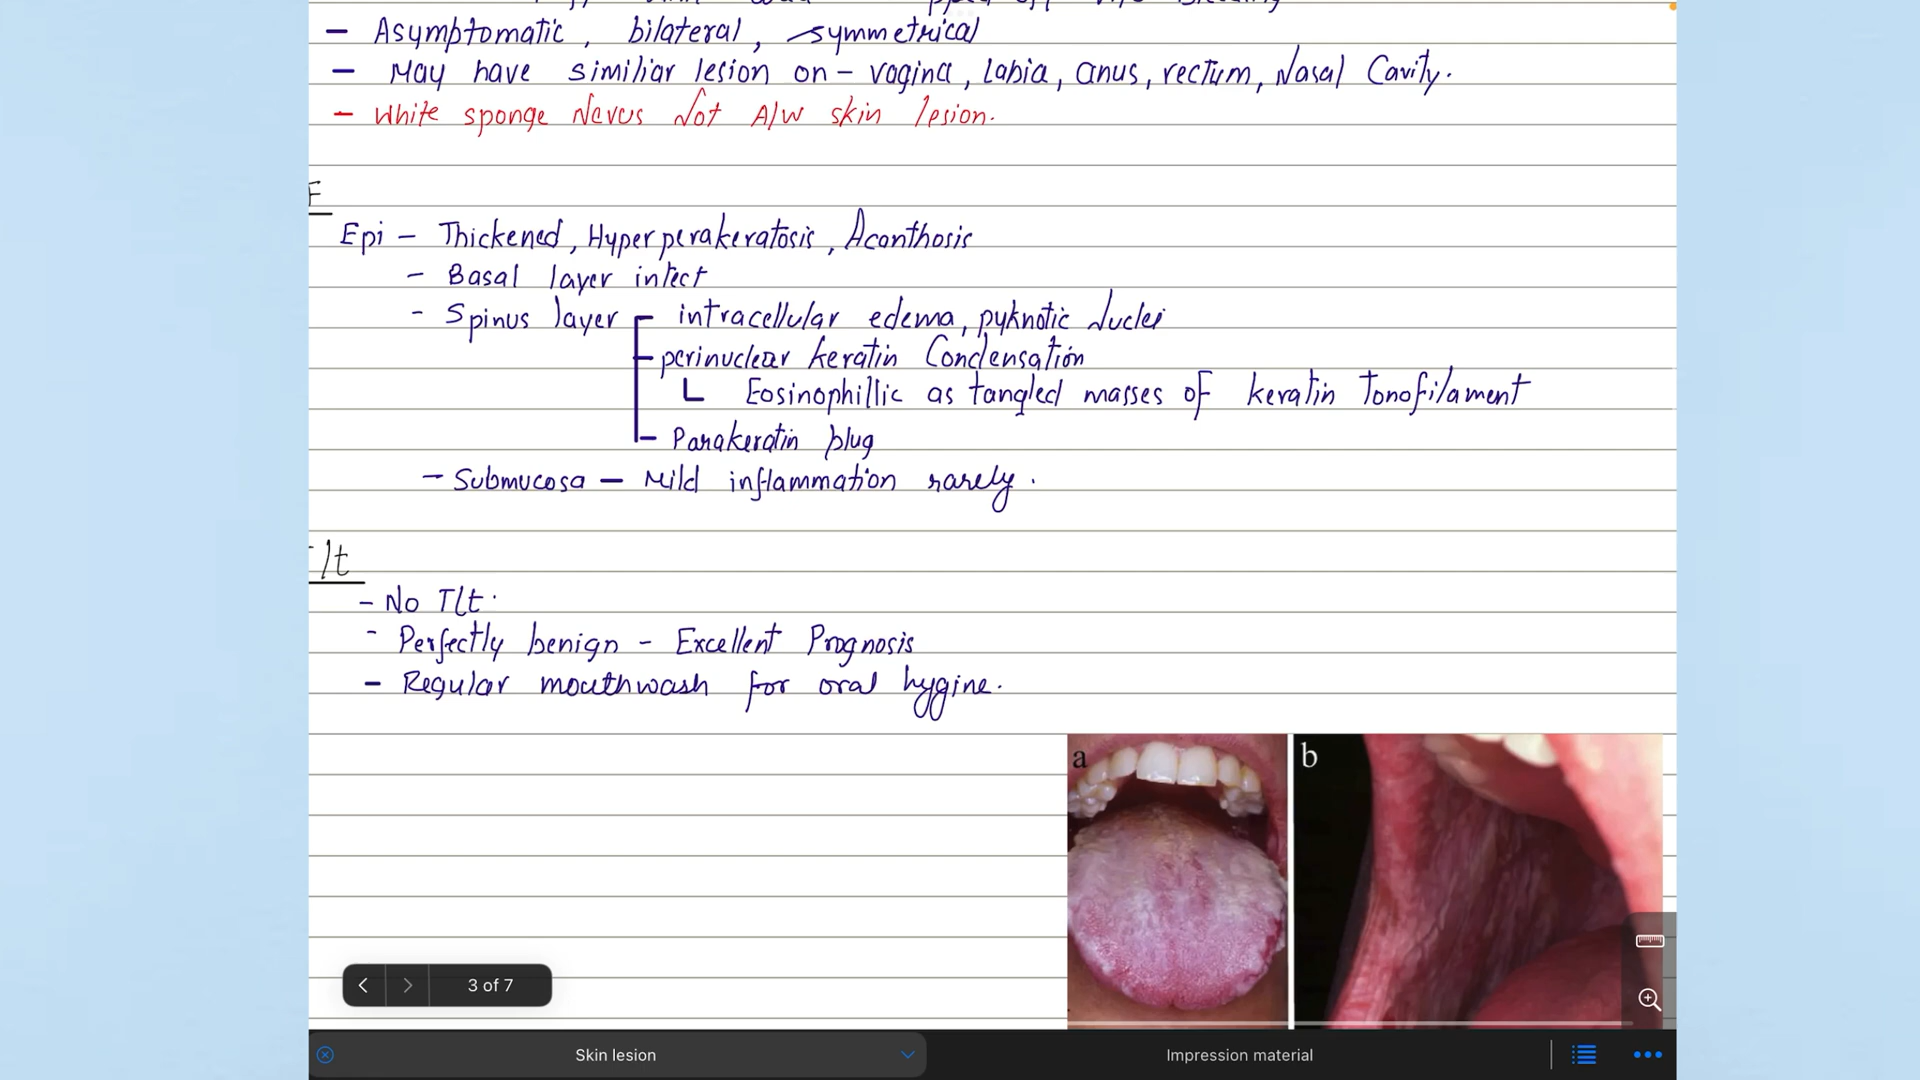 - Asymptomatic, bilateral, symmetrical
- May have similiar lesion on - vagina, labia, anus, rectum, Nasal Cavity.
- White sponge Nevus Not A/W skin lesion.
F
Epi - Thickened, Hyperperakeratosis, Acanthosis
- Basal layer intect
- Spinus layer - intracellular edema, pyknotic Nuclei
- perinuclear keratin Condensation
Eosinophillic as tangled masses of keratin Tonofilament
- Parakeratin plug
- Submucosa - Mild inflammation rarely.
T/t
- No T/t.
- Perfectly benign - Excellent Prognosis
- Regular mouthwash for oral hygine.
a b
3 of 7
Skin lesion Impression material